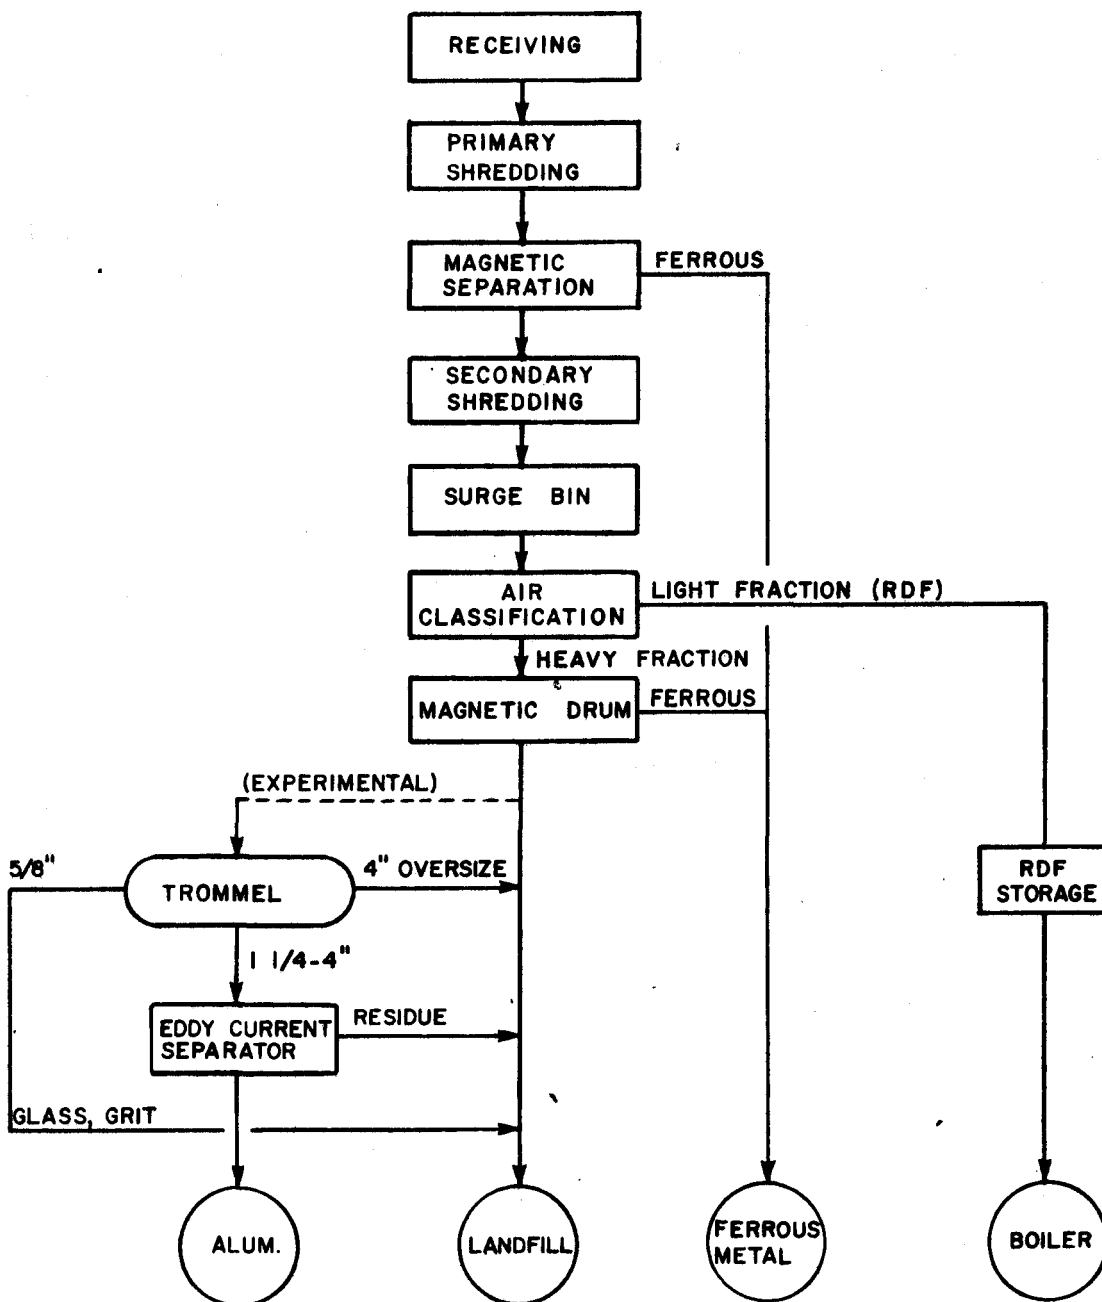 RECEIVING
PRIMARY
SHREDDING
MAGNETIC
SEPARATION
FERROUS
SECONDARY
SHREDDING
SURGE BIN
AIR
CLASSIFICATION
LIGHT FRACTION (RDF)
HEAVY FRACTION
MAGNETIC DRUM
FERROUS
(EXPERIMENTAL)
5/8"
TROMMEL
4" OVERSIZE
RDF
STORAGE
1 1/4-4"
EDDY CURRENT
SEPARATOR
RESIDUE
GLASS, GRIT
ALUM.
LANDFILL
FERROUS
METAL
BOILER